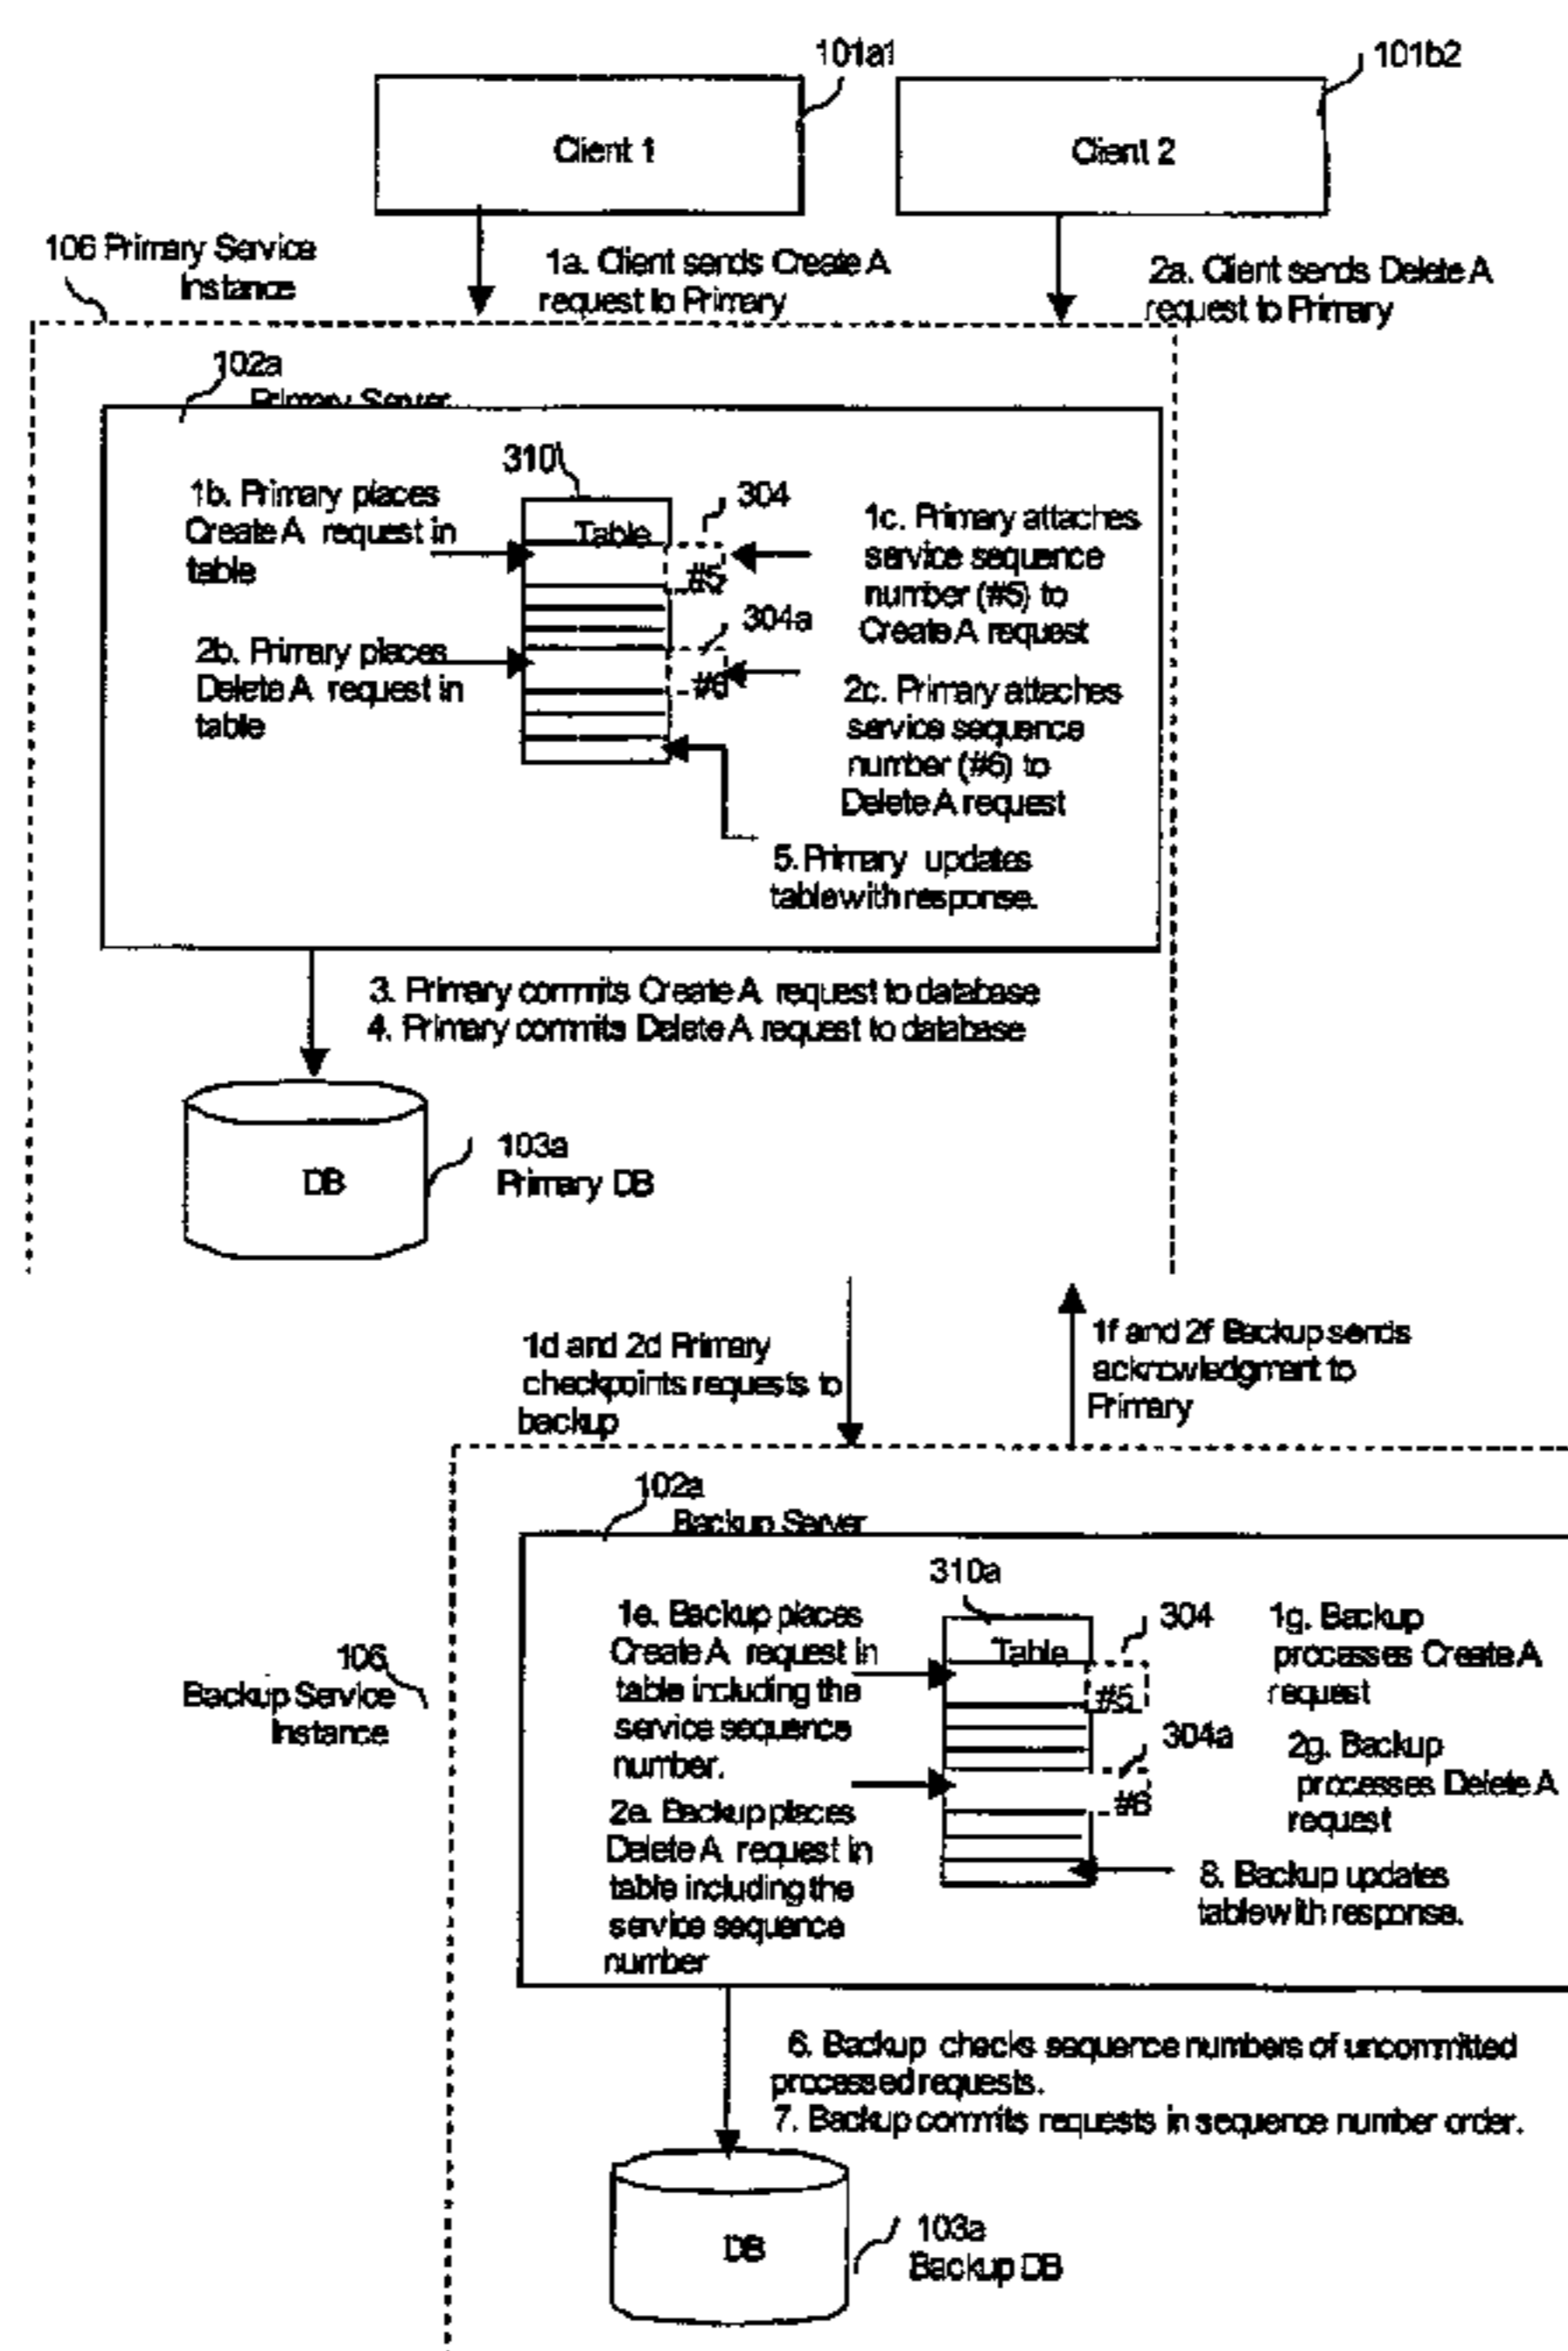 101a1
101b2
Client 1
Client 2
106 Primary Service
Instance
1a. Client sends Create A
request to Primary
2a. Client sends Delete A
request to Primary
102a
Primary Server
310
1b. Primary places
Create A request in
table
Table
304
#5
1c. Primary attaches
service sequence
number (#5) to
Create A request
2b. Primary places
Delete A request in
table
304a
#6
2c. Primary attaches
service sequence
number (#6) to
Delete A request
5. Primary updates
table with response.
3. Primary commits Create A request to database
4. Primary commits Delete A request to database
DB
103a
Primary DB
1d and 2d Primary
checkpoints requests to
backup
1f and 2f Backup sends
acknowledgment to
Primary
102a
Backup Server
106
Backup Service
Instance
310a
1e. Backup places
Create A request in
table including the
service sequence
number.
Table
304
#5
1g. Backup
processes Create A
request
2e. Backup places
Delete A request in
table including the
service sequence
number
304a
#6
2g. Backup
processes Delete A
request
8. Backup updates
table with response.
6. Backup checks sequence numbers of uncommitted
processed requests.
7. Backup commits requests in sequence number order.
DB
103a
Backup DB